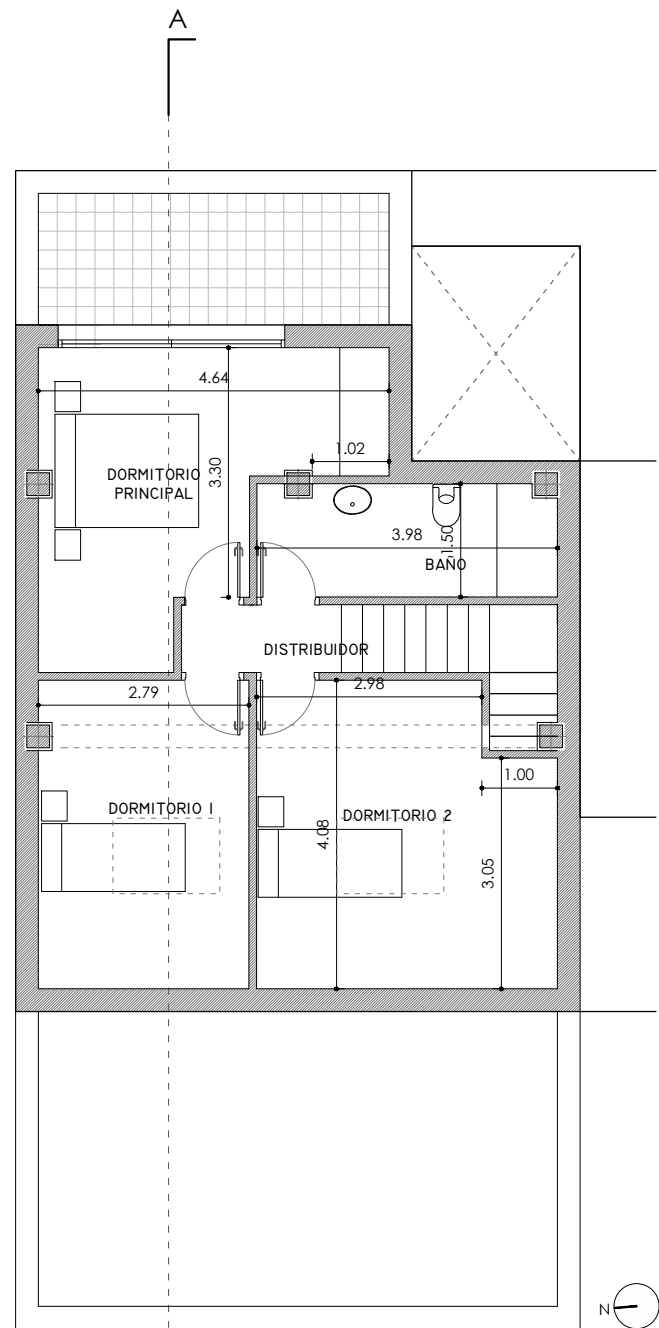 A
4.64
1.02
DORMITORIO
PRINCIPAL
3.30
3.98
1.50
BAÑO
DISTRIBUIDOR
2.79
2.98
1.00
DORMITORIO 1
DORMITORIO 2
4.08
3.05
N